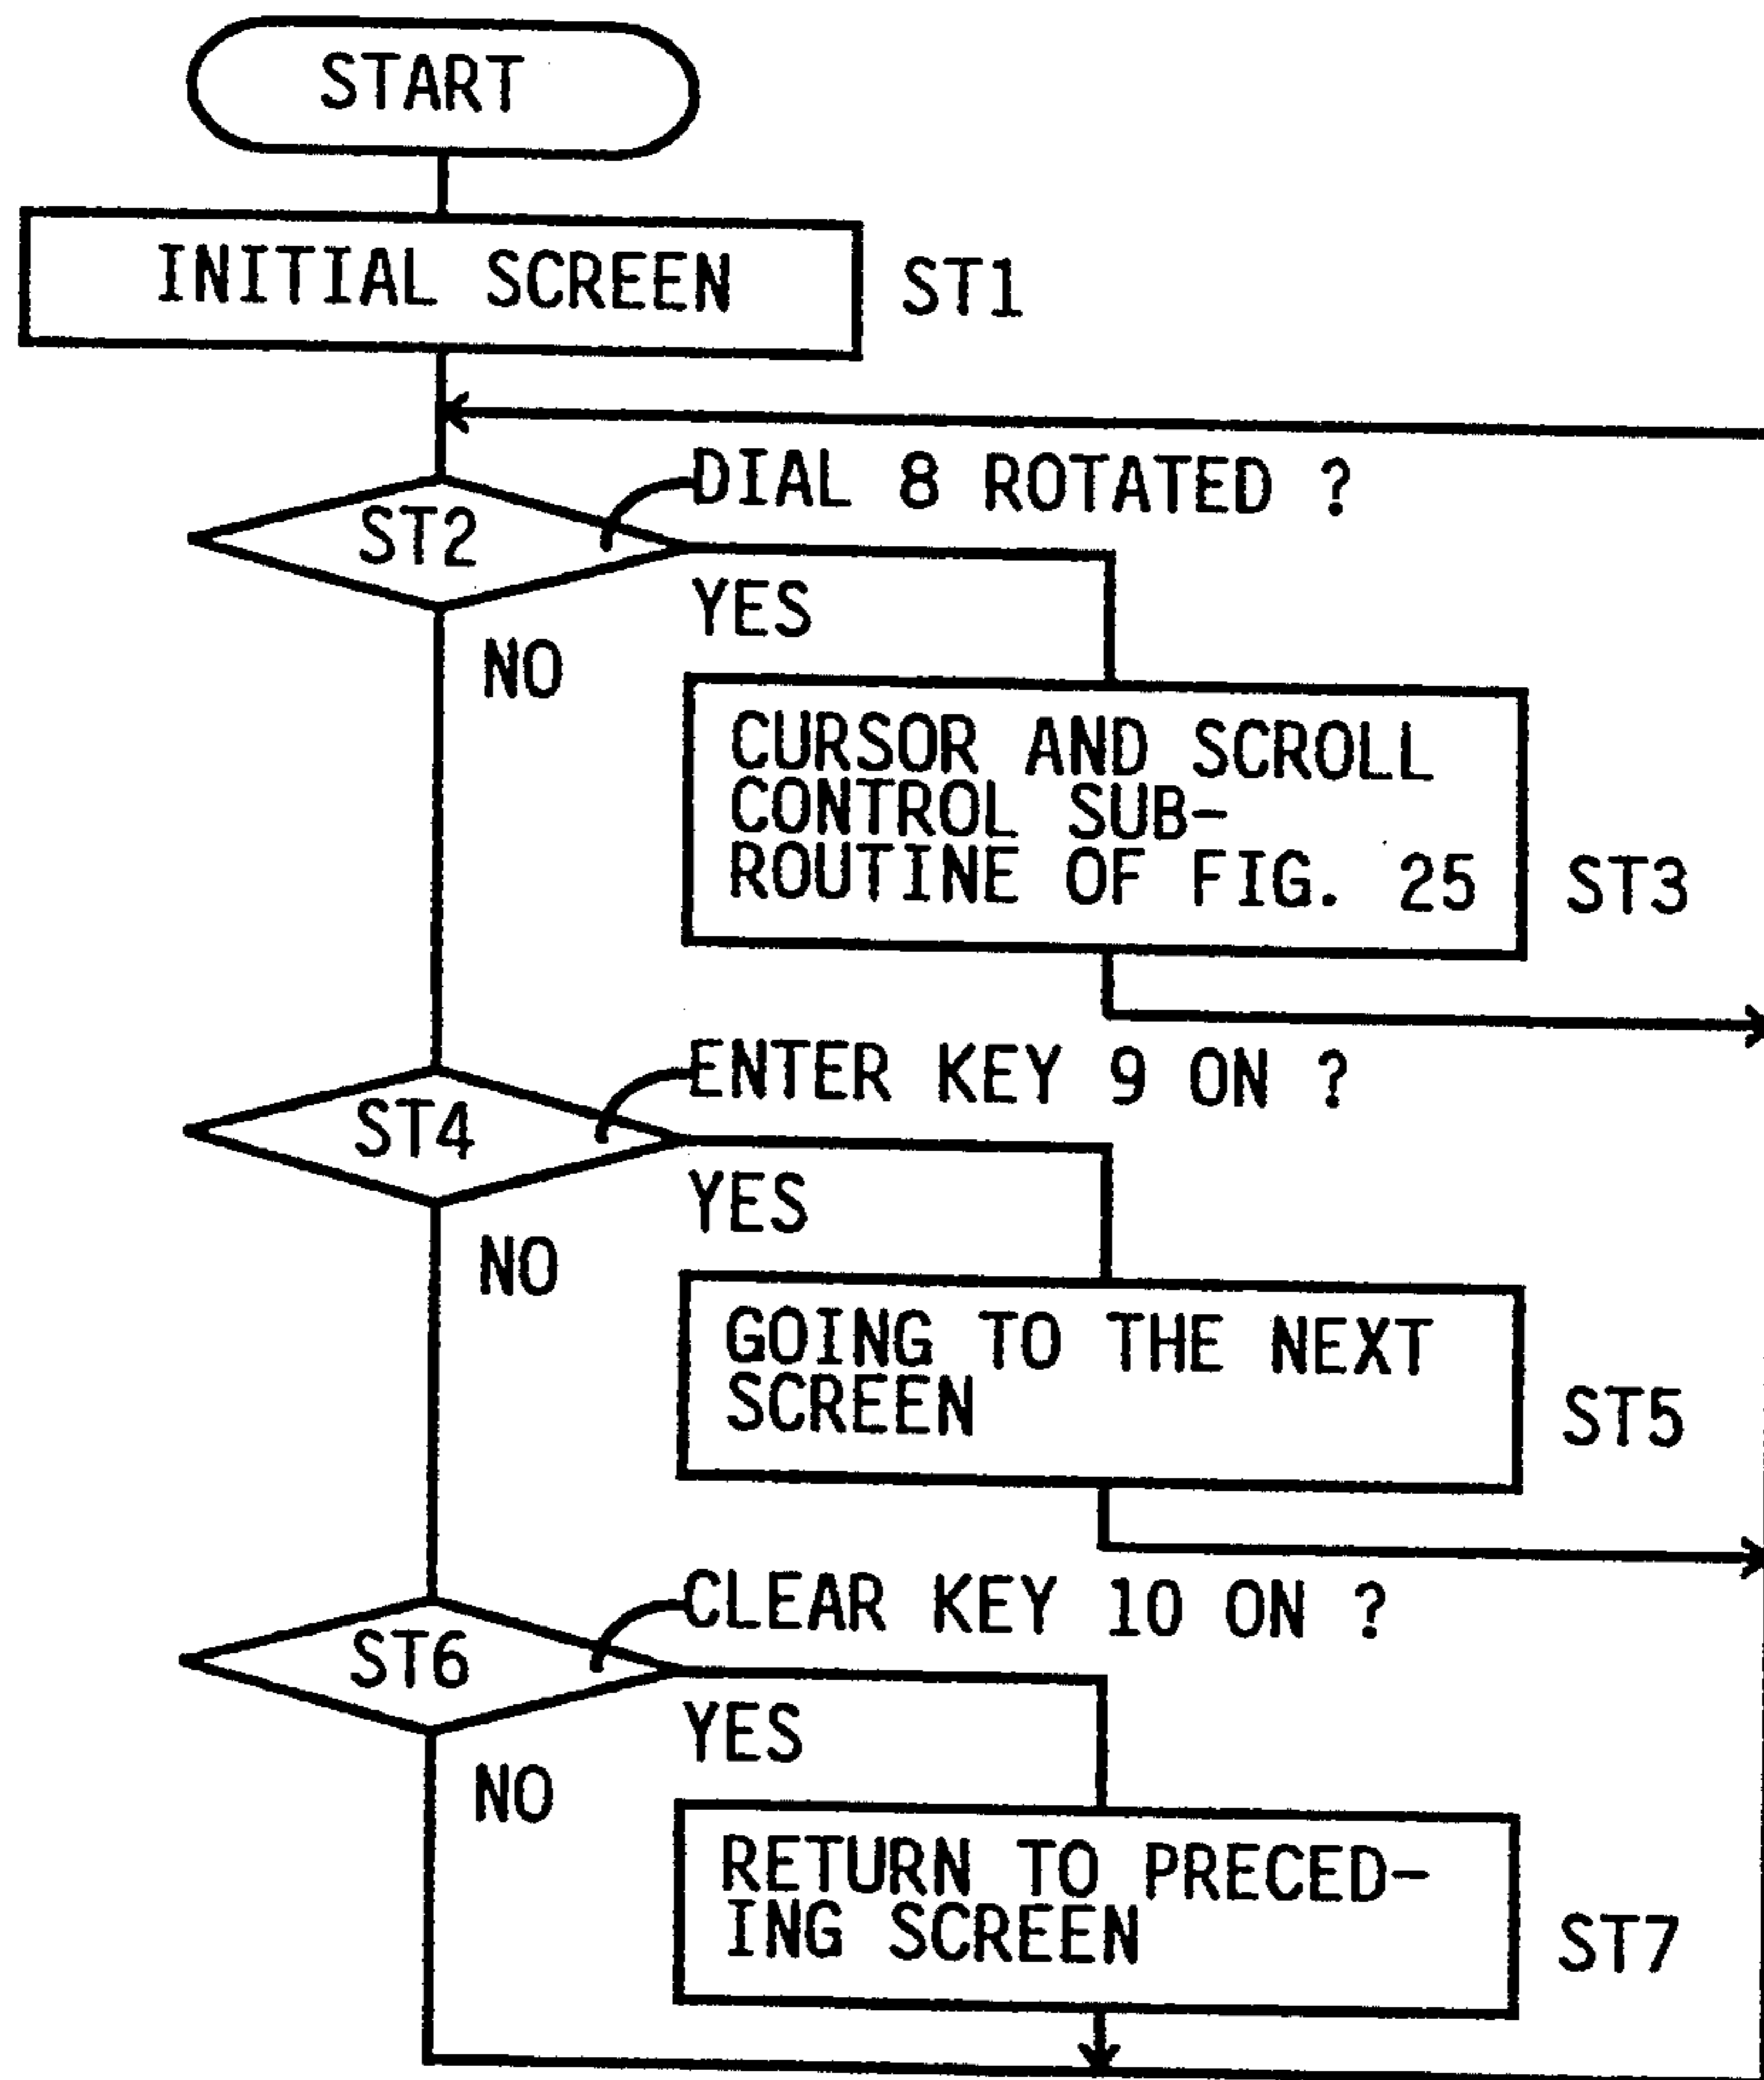 START
INITIAL SCREEN
ST1
DIAL 8 ROTATED ?
ST2
YES
NO
CURSOR AND SCROLL
CONTROL SUB-
ROUTINE OF FIG. 25
ST3
ENTER KEY 9 ON ?
ST4
YES
NO
GOING TO THE NEXT
SCREEN
ST5
CLEAR KEY 10 ON ?
ST6
YES
NO
RETURN TO PRECED-
ING SCREEN
ST7